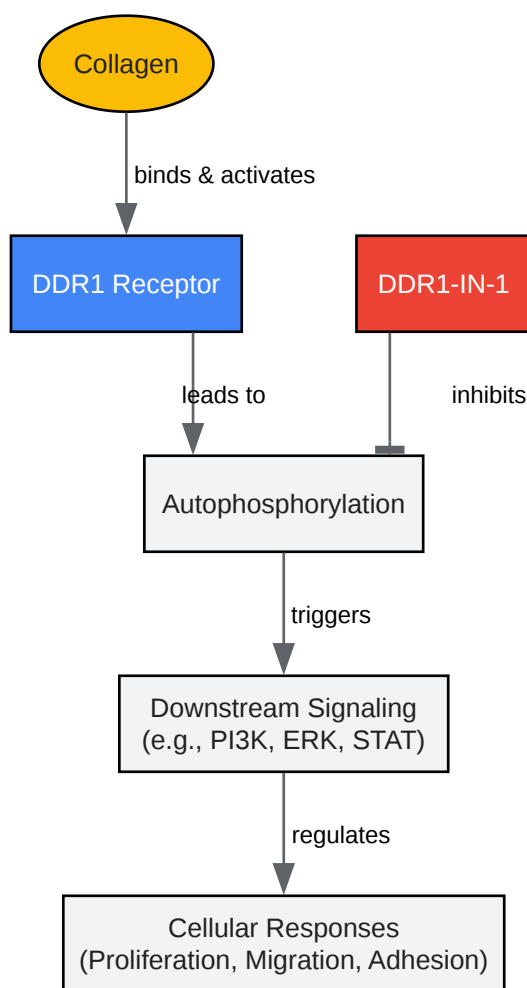 Collagen
binds & activates
DDR1 Receptor
DDR1-IN-1
leads to
inhibits
Autophosphorylation
triggers
Downstream Signaling
(e.g., PI3K, ERK, STAT)
regulates
Cellular Responses
(Proliferation, Migration, Adhesion)